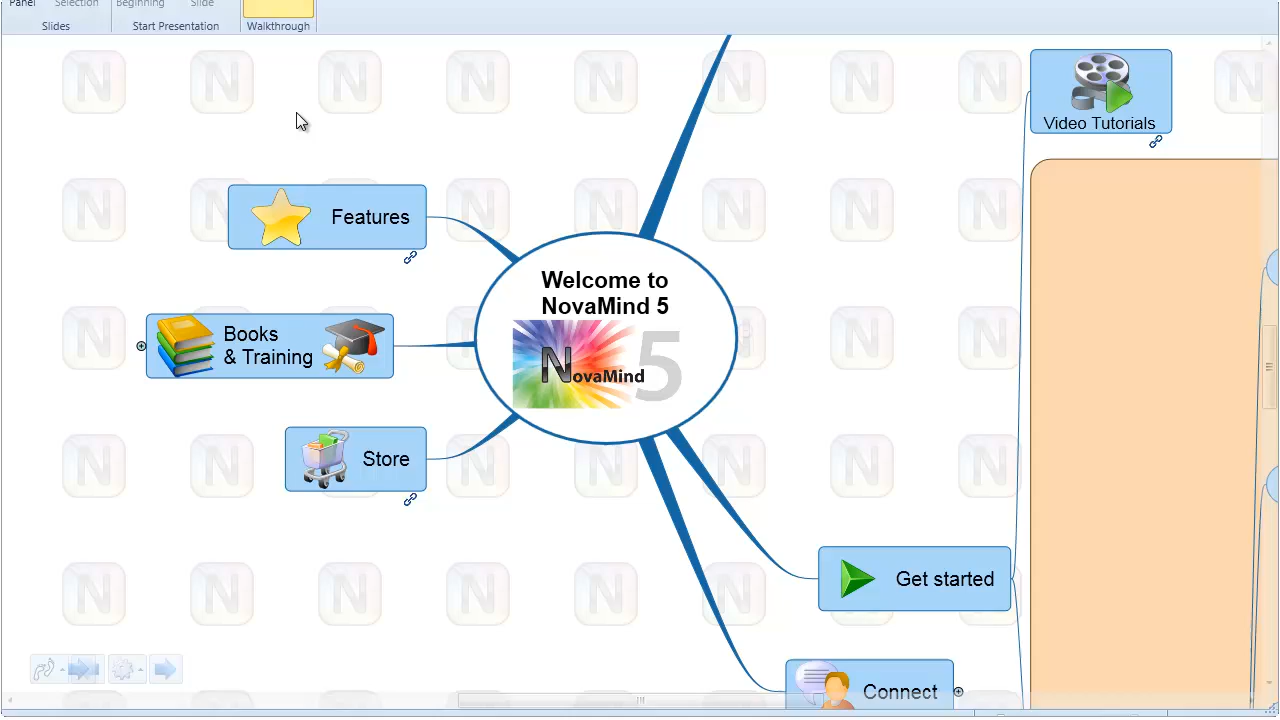 Panel
Selection
Beginning
Slide
Slides
Start Presentation
Walkthrough
Video Tutorials
Features
Welcome to
NovaMind 5
NovaMind 5
Books
& Training
Store
Get started
Connect